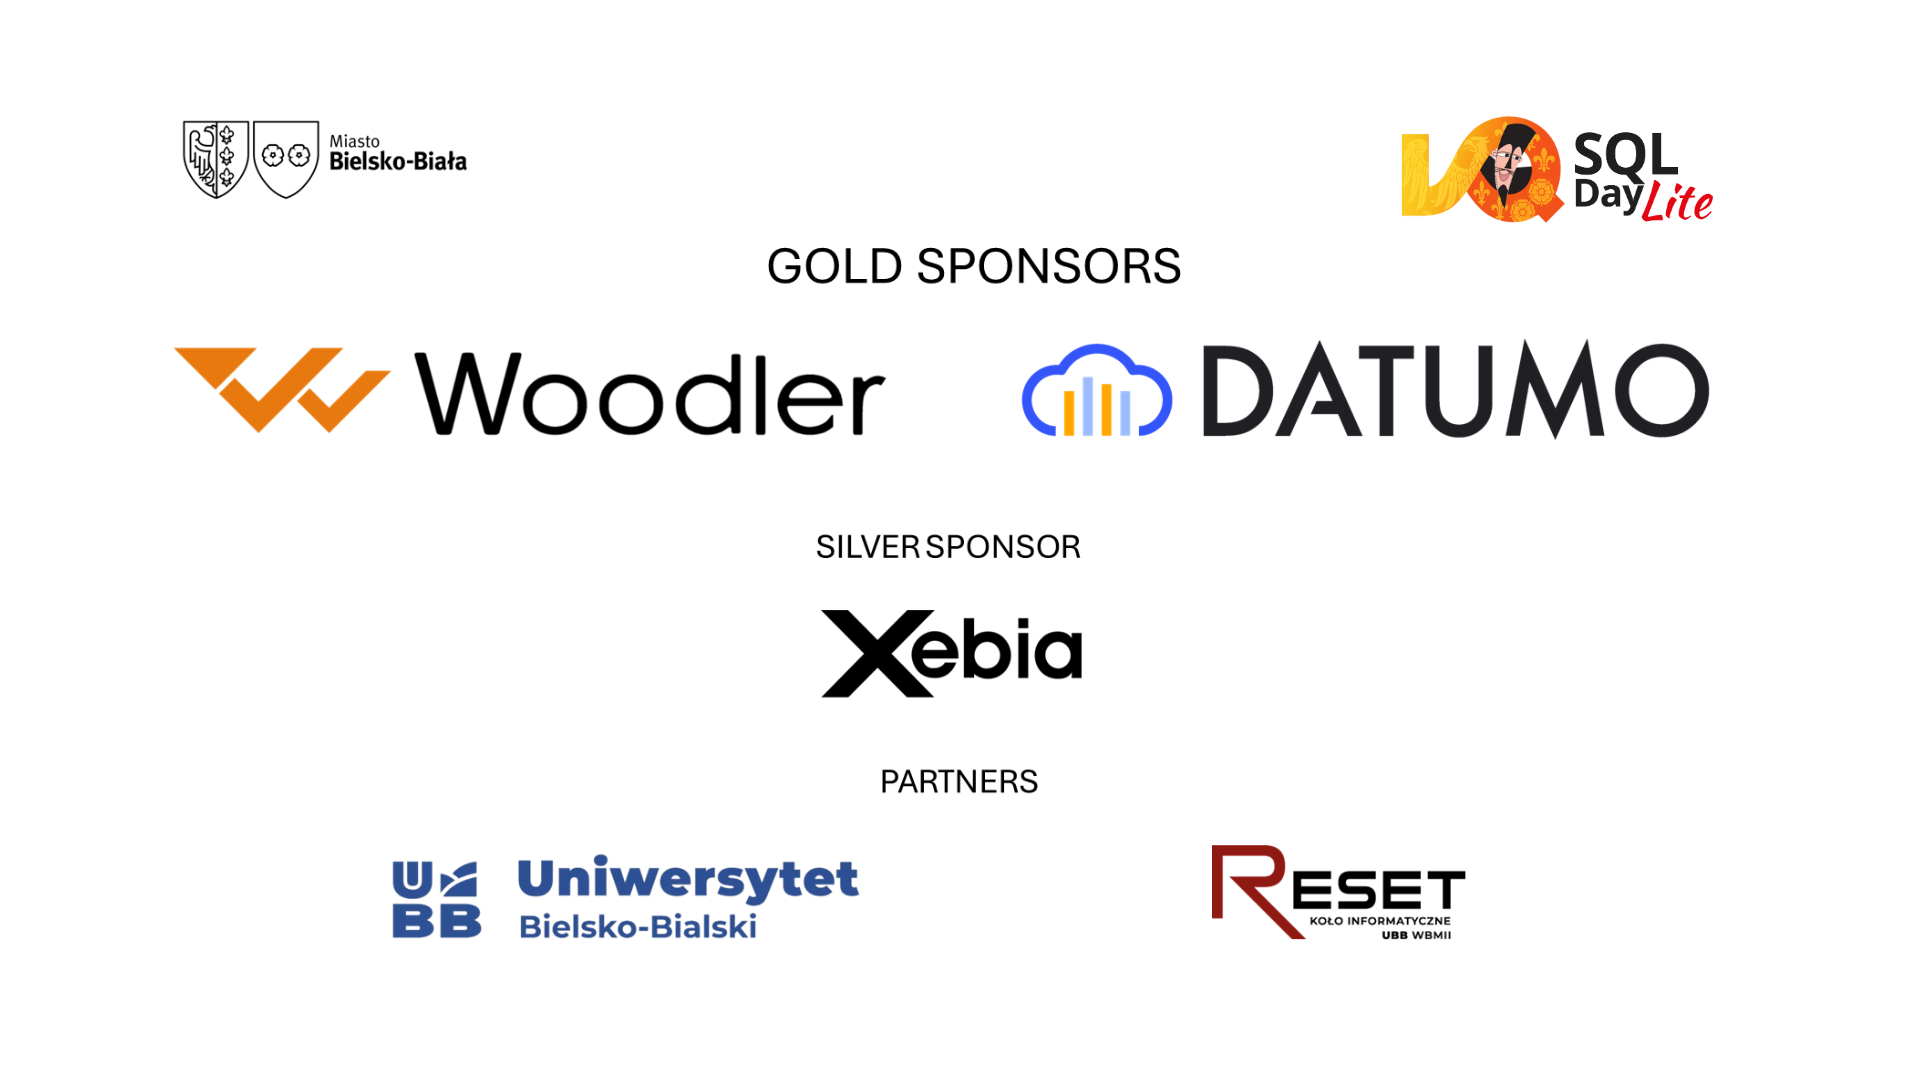 Miasto
Bielsko-Biała
SQL
Day Lite
GOLD SPONSORS
Woodler
DATUMO
SILVER SPONSOR
Xebia
PARTNERS
UBB
Uniwersytet
Bielsko-Bialski
RESET
KOŁO INFORMATYCZNE
UBB WBMII